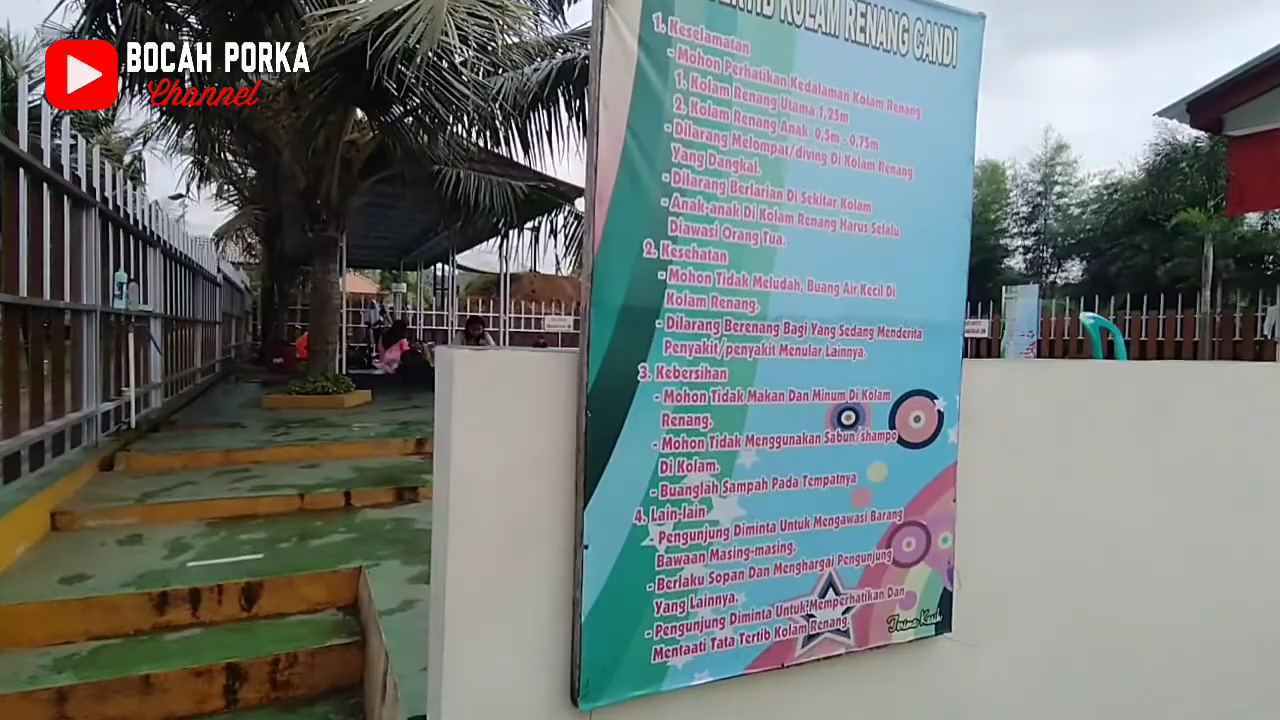 BOCAH PORKA
Channel
TERTIB KOLAM RENANG CANDI
1. Keselamatan
- Mohon Perhatikan Kedalaman Kolam Renang
1. Kolam Renang Utama 1,25m
2. Kolam Renang Anak 0,5m - 0,75m
- Dilarang Melompat/diving Di Kolam Renang
Yang Dangkal.
- Dilarang Berlarian Di Sekitar Kolam
- Anak-anak Di Kolam Renang Harus Selalu
Diawasi Orang Tua.
2. Kesehatan
- Mohon Tidak Meludah, Buang Air Kecil Di
Kolam Renang.
- Dilarang Berenang Bagi Yang Sedang Menderita
Penyakit/penyakit Menular Lainnya.
3. Kebersihan
- Mohon Tidak Makan Dan Minum Di Kolam
Renang.
- Mohon Tidak Menggunakan Sabun/shampo
Di Kolam.
- Buanglah Sampah Pada Tempatnya
4. Lain-lain
- Pengunjung Diminta Untuk Mengawasi Barang
Bawaan Masing-masing.
- Berlaku Sopan Dan Menghargai Pengunjung
Yang Lainnya.
- Pengunjung Diminta Untuk Memperhatikan Dan
Mentaati Tata Tertib Kolam Renang.
Terima Kasih